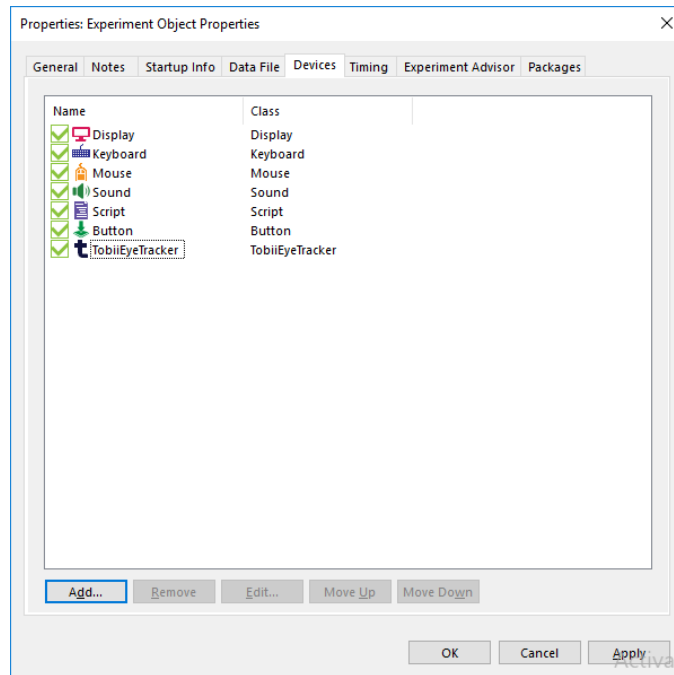 Properties: Experiment Object Properties
General Notes Startup Info Data File Devices Timing Experiment Advisor Packages
Name Class
Display Display
Keyboard Keyboard
Mouse Mouse
Sound Sound
Script Script
Button Button
TobiiEyeTracker TobiiEyeTracker
Add... Remove Edit... Move Up Move Down
OK Cancel Apply
Activa